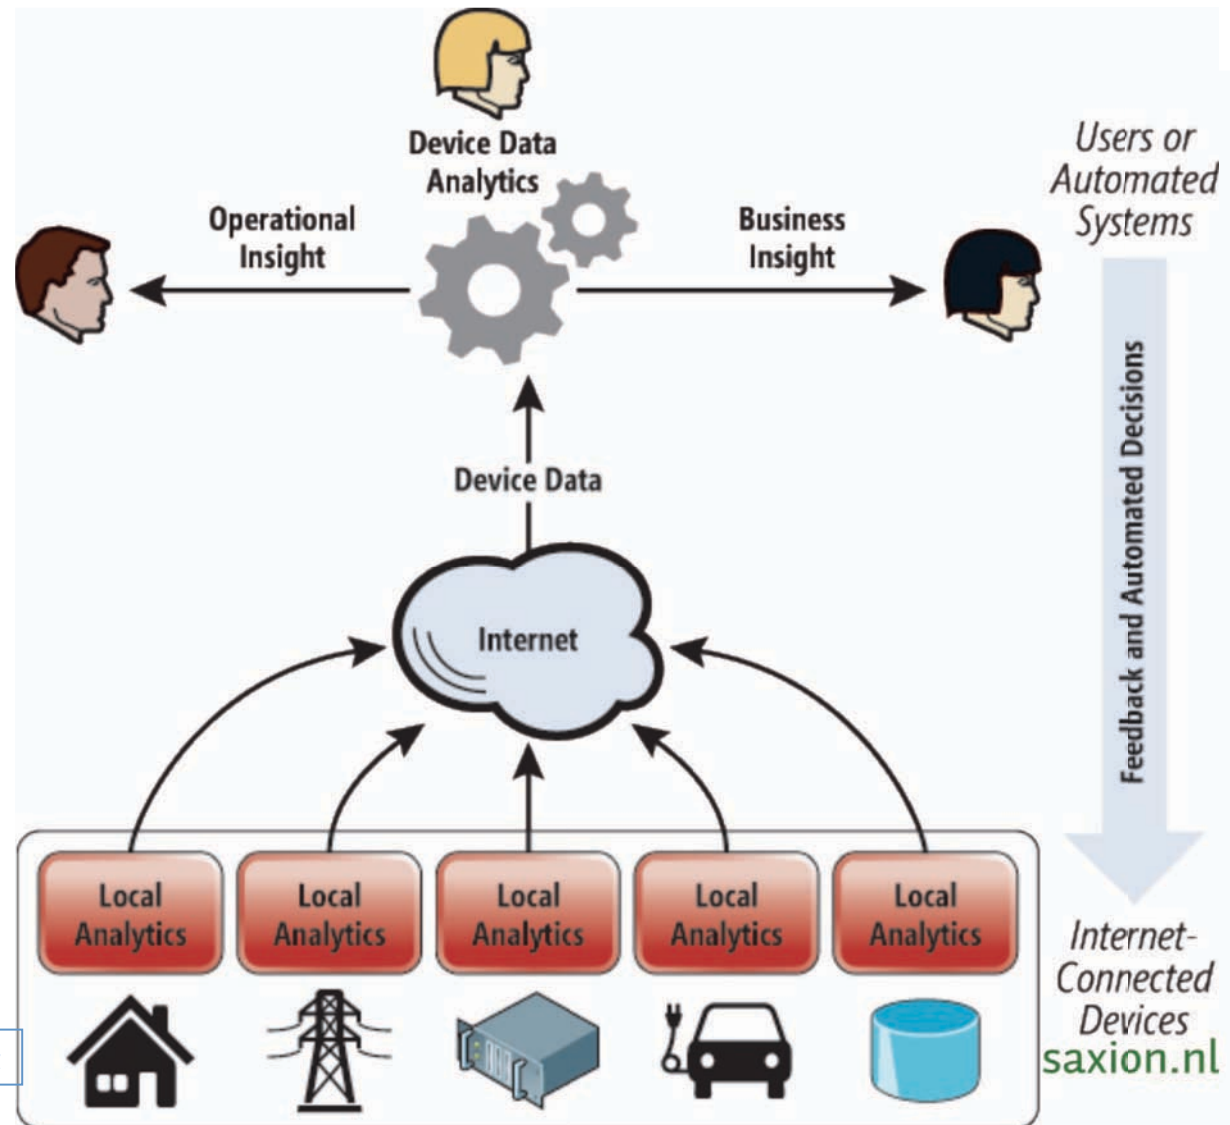 Device Data
Analytics
Users or
Automated
Systems
Operational
Insight
Business
Insight
Feedback and Automated Decisions
Device Data
Internet
Local
Analytics
Local
Analytics
Local
Analytics
Local
Analytics
Local
Analytics
Internet-
Connected
Devices
saxion.nl